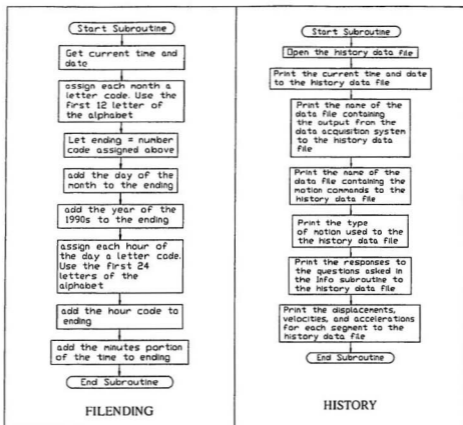 Start Subroutine
Get current time and
date
assign each month a
letter code. Use the
first 12 letter of
the alphabet
Let ending = number
code assigned above
add the day of the
month to the ending
add the year of the
1990s to the ending
assign each hour of
the day a letter code.
Use the first 24
letters of the
alphabet
add the hour code to
ending
add the minutes portion
of the time to ending
End Subroutine
FILENDING
Start Subroutine
Open the history data file
Print the current time and date
to the history data file
Print the name of the
data file containing
the output from the
data acquisition system
to the history data
file
Print the name of the
data file containing the
motion commands to the
history data file
Print the type
of motion used to the
the history data file
Print the responses to
the questions asked in
the Info subroutine to
the history data file
Print the displacements,
velocities, and accelerations
for each segment to the
history data file
End Subroutine
HISTORY